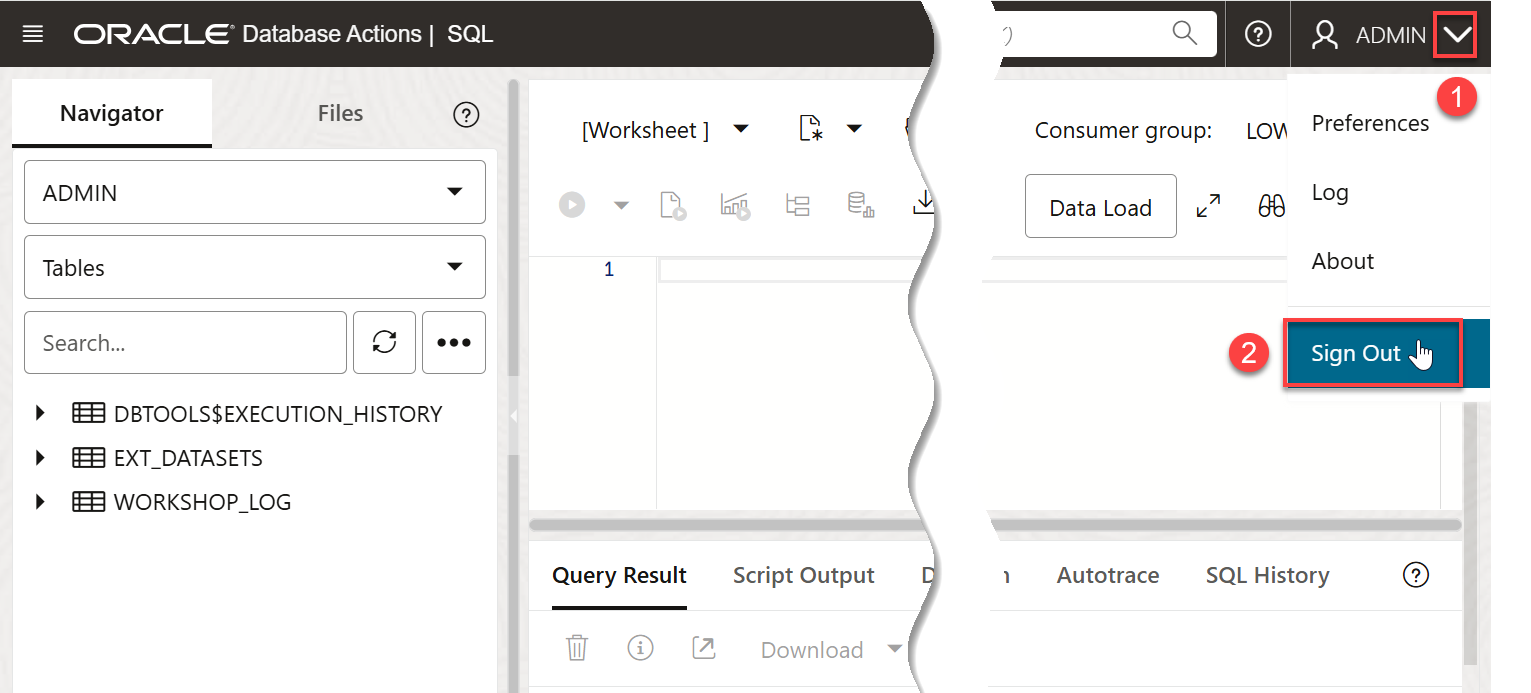 ORACLE Database Actions | SQL
ADMIN
1
Navigator
Files
[Worksheet ]
Consumer group:
LOW
Preferences
ADMIN
Log
Data Load
Tables
About
1
Search...
Sign Out
2
DBTOOLS$EXECUTION_HISTORY
EXT_DATASETS
WORKSHOP_LOG
Query Result
Script Output
Autotrace
SQL History
Download